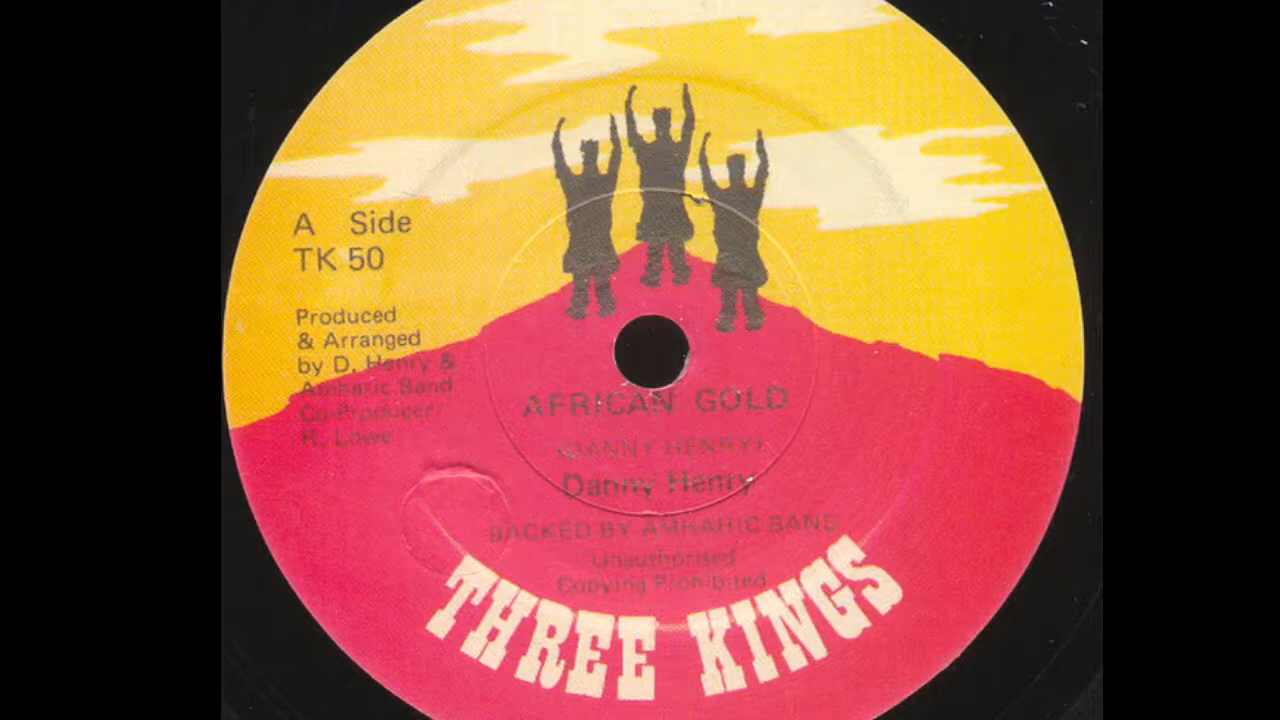 A Side
TK 50
Produced
& Arranged
by D. Henry &
Amharic Band
Co-Producer
R. Lowe
AFRICAN GOLD
(DANNY HENRY)
Danny Henry
BACKED BY AMHARIC BAND
Unauthorised
Copying Prohibited
THREE KINGS